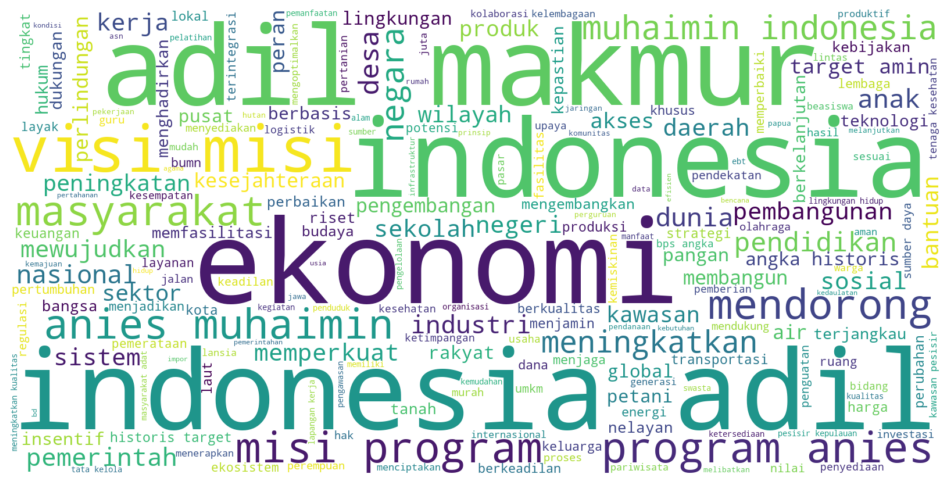 adil makmur
indonesia
ekonomi
indonesia adil
visi misi
misi program
program anies
anies muhaimin
muhaimin indonesia
masyarakat
mendorong
meningkatkan
negara
desa
kerja
lingkungan
produk
kolaborasi
kelembagaan
pemanfaatan
produktif
kebijakan
lintas
target amin
lembaga
anak
beasiswa
teknologi
tenaga kesehatan
tingkat
kondisi
asn
lokal
hukum
dukungan
perlindungan
pelatihan
menghadirkan
terintegrasi
peran
mengoptimalkan
pertanian
juta
kepastian
memperbaiki
layak
pekerjaan
guru
pusat
menyediakan
hutan
berbasis
logistik
alam
rumah
sumber
wilayah
potensi
jaringan
khusus
akses
daerah
upaya
komunitas
prinsip
papua
melanjutkan
hasil
sesuai
berkelanjutan
pendekatan
ebt
fasilitas
pasar
infrastruktur
mudah
bumn
kesempatan
pertahanan
peningkatan
kesejahteraan
perbaikan
riset
budaya
memfasilitasi
keuangan
mewujudkan
layanan
nasional
kemajuan
hidup
jalan
keadilan
usia
pertumbuhan
sektor
menjadikan
bangsa
kota
kegiatan
jawa
penduduk
pemerintahan
pengembangan
mengembangkan
sekolah
negeri
perguruan
produksi
strategi
dunia
pembangunan
data
efisien
bencana
lingkungan hidup
olahraga
aman
bps angka
pangan
pendidikan
angka historis
warga
sumber daya
bantuan
kemiskinan
manfaat
pengelolaan
membangun
pemberian
sosial
kedaulatan
kesehatan
organisasi
berkualitas
kawasan
pendanaan
kebutuhan
mendukung
air
terjangkau
industri
ketimpangan
menjamin
usaha
regulasi
pemerataan
sistem
impor
lansia
masyarakat adat
memiliki
lapangan kerja
pengawasan
memperkuat
rakyat
laut
dana
kemudahan
umkm
murah
tanah
menjaga
transportasi
global
generasi
petani
swasta
energi
nelayan
penguatan
ruang
perubahan
bidang
kualitas
harga
kawasan pesisir
meningkatkan kualitas
bd
insentif
historis target
pemerintah
menerapkan
tata kelola
ekosistem
perempuan
hak
internasional
keluarga
proses
menciptakan
berkeadilan
ketersediaan
pesisir
kepulauan
investasi
pariwisata
melibatkan
nilai
penyediaan